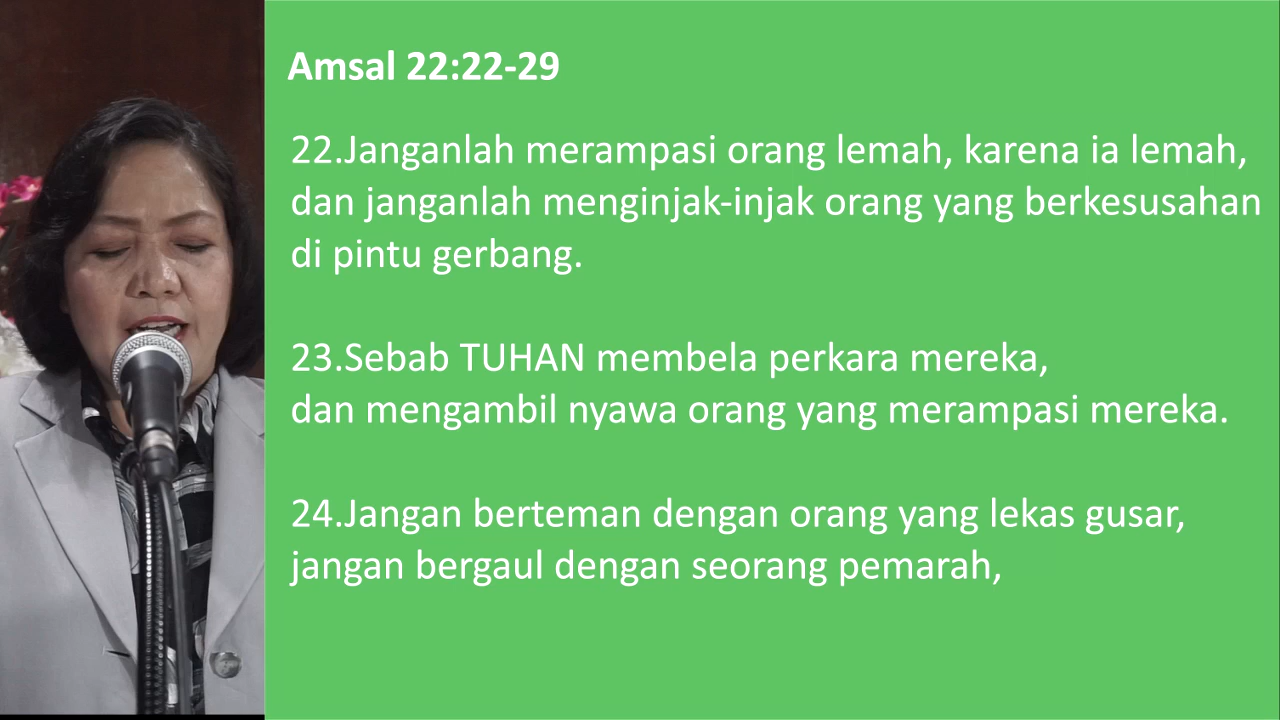 Amsal 22:22-29
22.Janganlah merampasi orang lemah, karena ia lemah,
dan janganlah menginjak-injak orang yang berkesusahan
di pintu gerbang.
23.Sebab TUHAN membela perkara mereka,
dan mengambil nyawa orang yang merampasi mereka.
24.Jangan berteman dengan orang yang lekas gusar,
jangan bergaul dengan seorang pemarah,